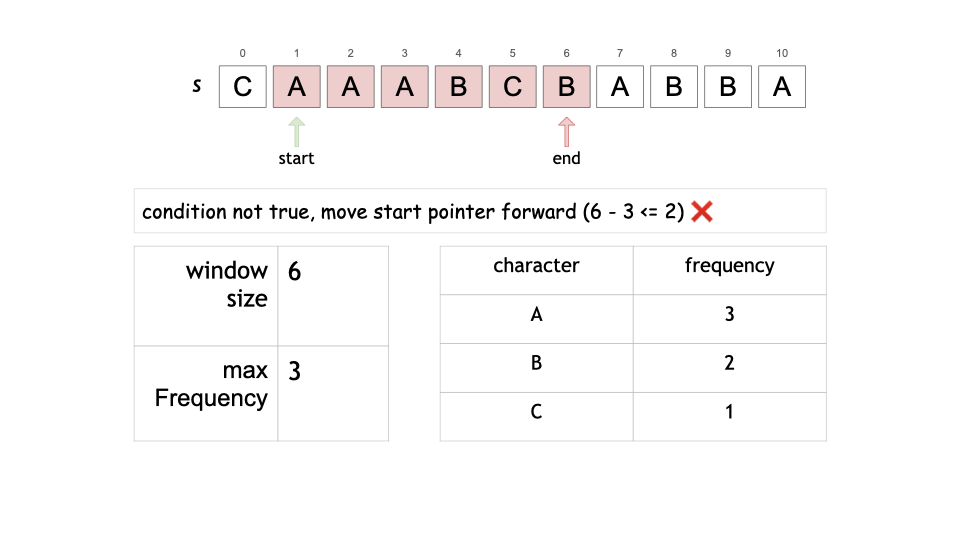 0 1 2 3 4 5 6 7 8 9 10
s C A A A B C B A B B A
start end
condition not true, move start pointer forward (6 - 3 <= 2) ❌
window size 6
max Frequency 3
character frequency
A 3
B 2
C 1